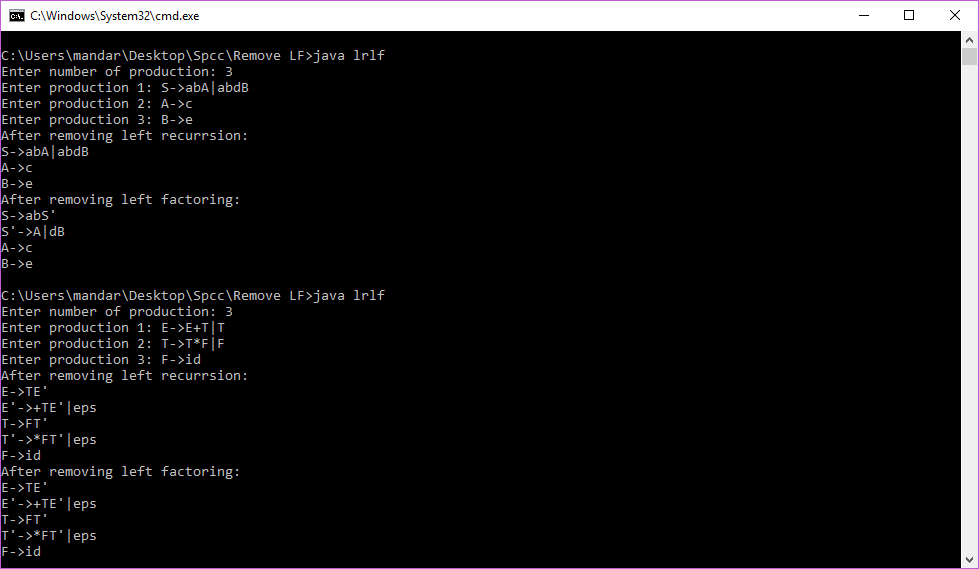 C:\Windows\System32\cmd.exe
C:\Users\mandar\Desktop\Spcc\Remove LF>java lrlf
Enter number of production: 3
Enter production 1: S->abA|abdB
Enter production 2: A->c
Enter production 3: B->e
After removing left recurrsion:
S->abA|abdB
A->c
B->e
After removing left factoring:
S->abS'
S'->A|dB
A->c
B->e
C:\Users\mandar\Desktop\Spcc\Remove LF>java lrlf
Enter number of production: 3
Enter production 1: E->E+T|T
Enter production 2: T->T*F|F
Enter production 3: F->id
After removing left recurrsion:
E->TE'
E'->+TE'|eps
T->FT'
T'->*FT'|eps
F->id
After removing left factoring:
E->TE'
E'->+TE'|eps
T->FT'
T'->*FT'|eps
F->id